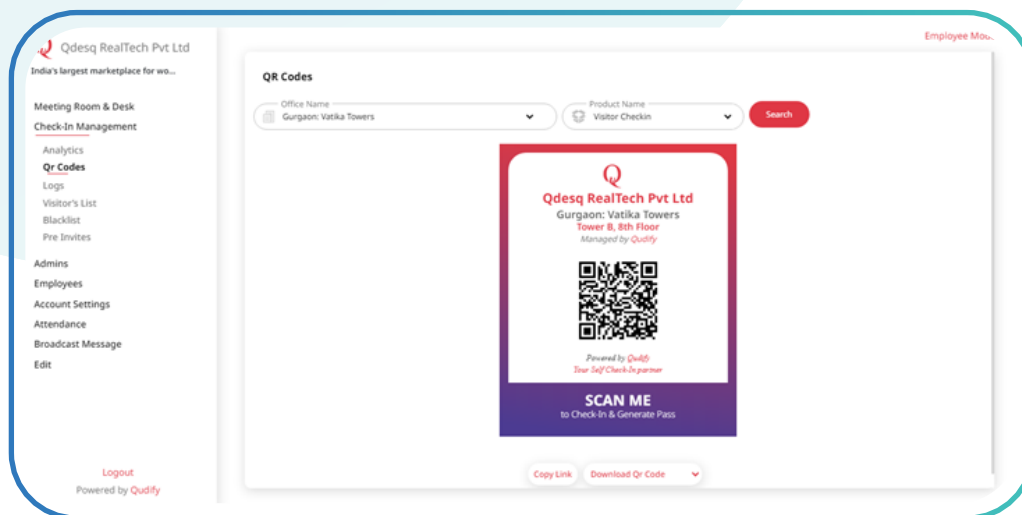 Employee Mou
Qdesq RealTech Pvt Ltd
India's largest marketplace for wo...
Meeting Room & Desk
Check-In Management
Analytics
Qr Codes
Logs
Visitor's List
Blacklist
Pre Invites
Admins
Employees
Account Settings
Attendance
Broadcast Message
Edit
Logout
Powered by Qudify
QR Codes
Office Name
Gurgaon: Vatika Towers
Product Name
Visitor Checkin
Search
Q
Qdesq RealTech Pvt Ltd
Gurgaon: Vatika Towers
Tower B, 8th Floor
Managed by Qudify
Powered by Qudify
Your Self Check-In partner
SCAN ME
to Check-In & Generate Pass
Copy Link
Download Qr Code